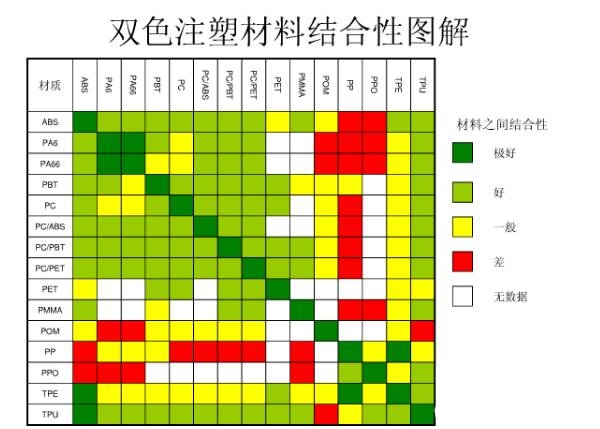 双色注塑材料结合性图解
材质 ABS PA6 PA66 PBT PC PC/ABS PC/PBT PC/PET PET PMMA POM PP PPO TPE TPU
ABS
PA6
PA66
PBT
PC
PC/ABS
PC/PBT
PC/PET
PET
PMMA
POM
PP
PPO
TPE
TPU
材料之间结合性
极好
好
一般
差
无数据